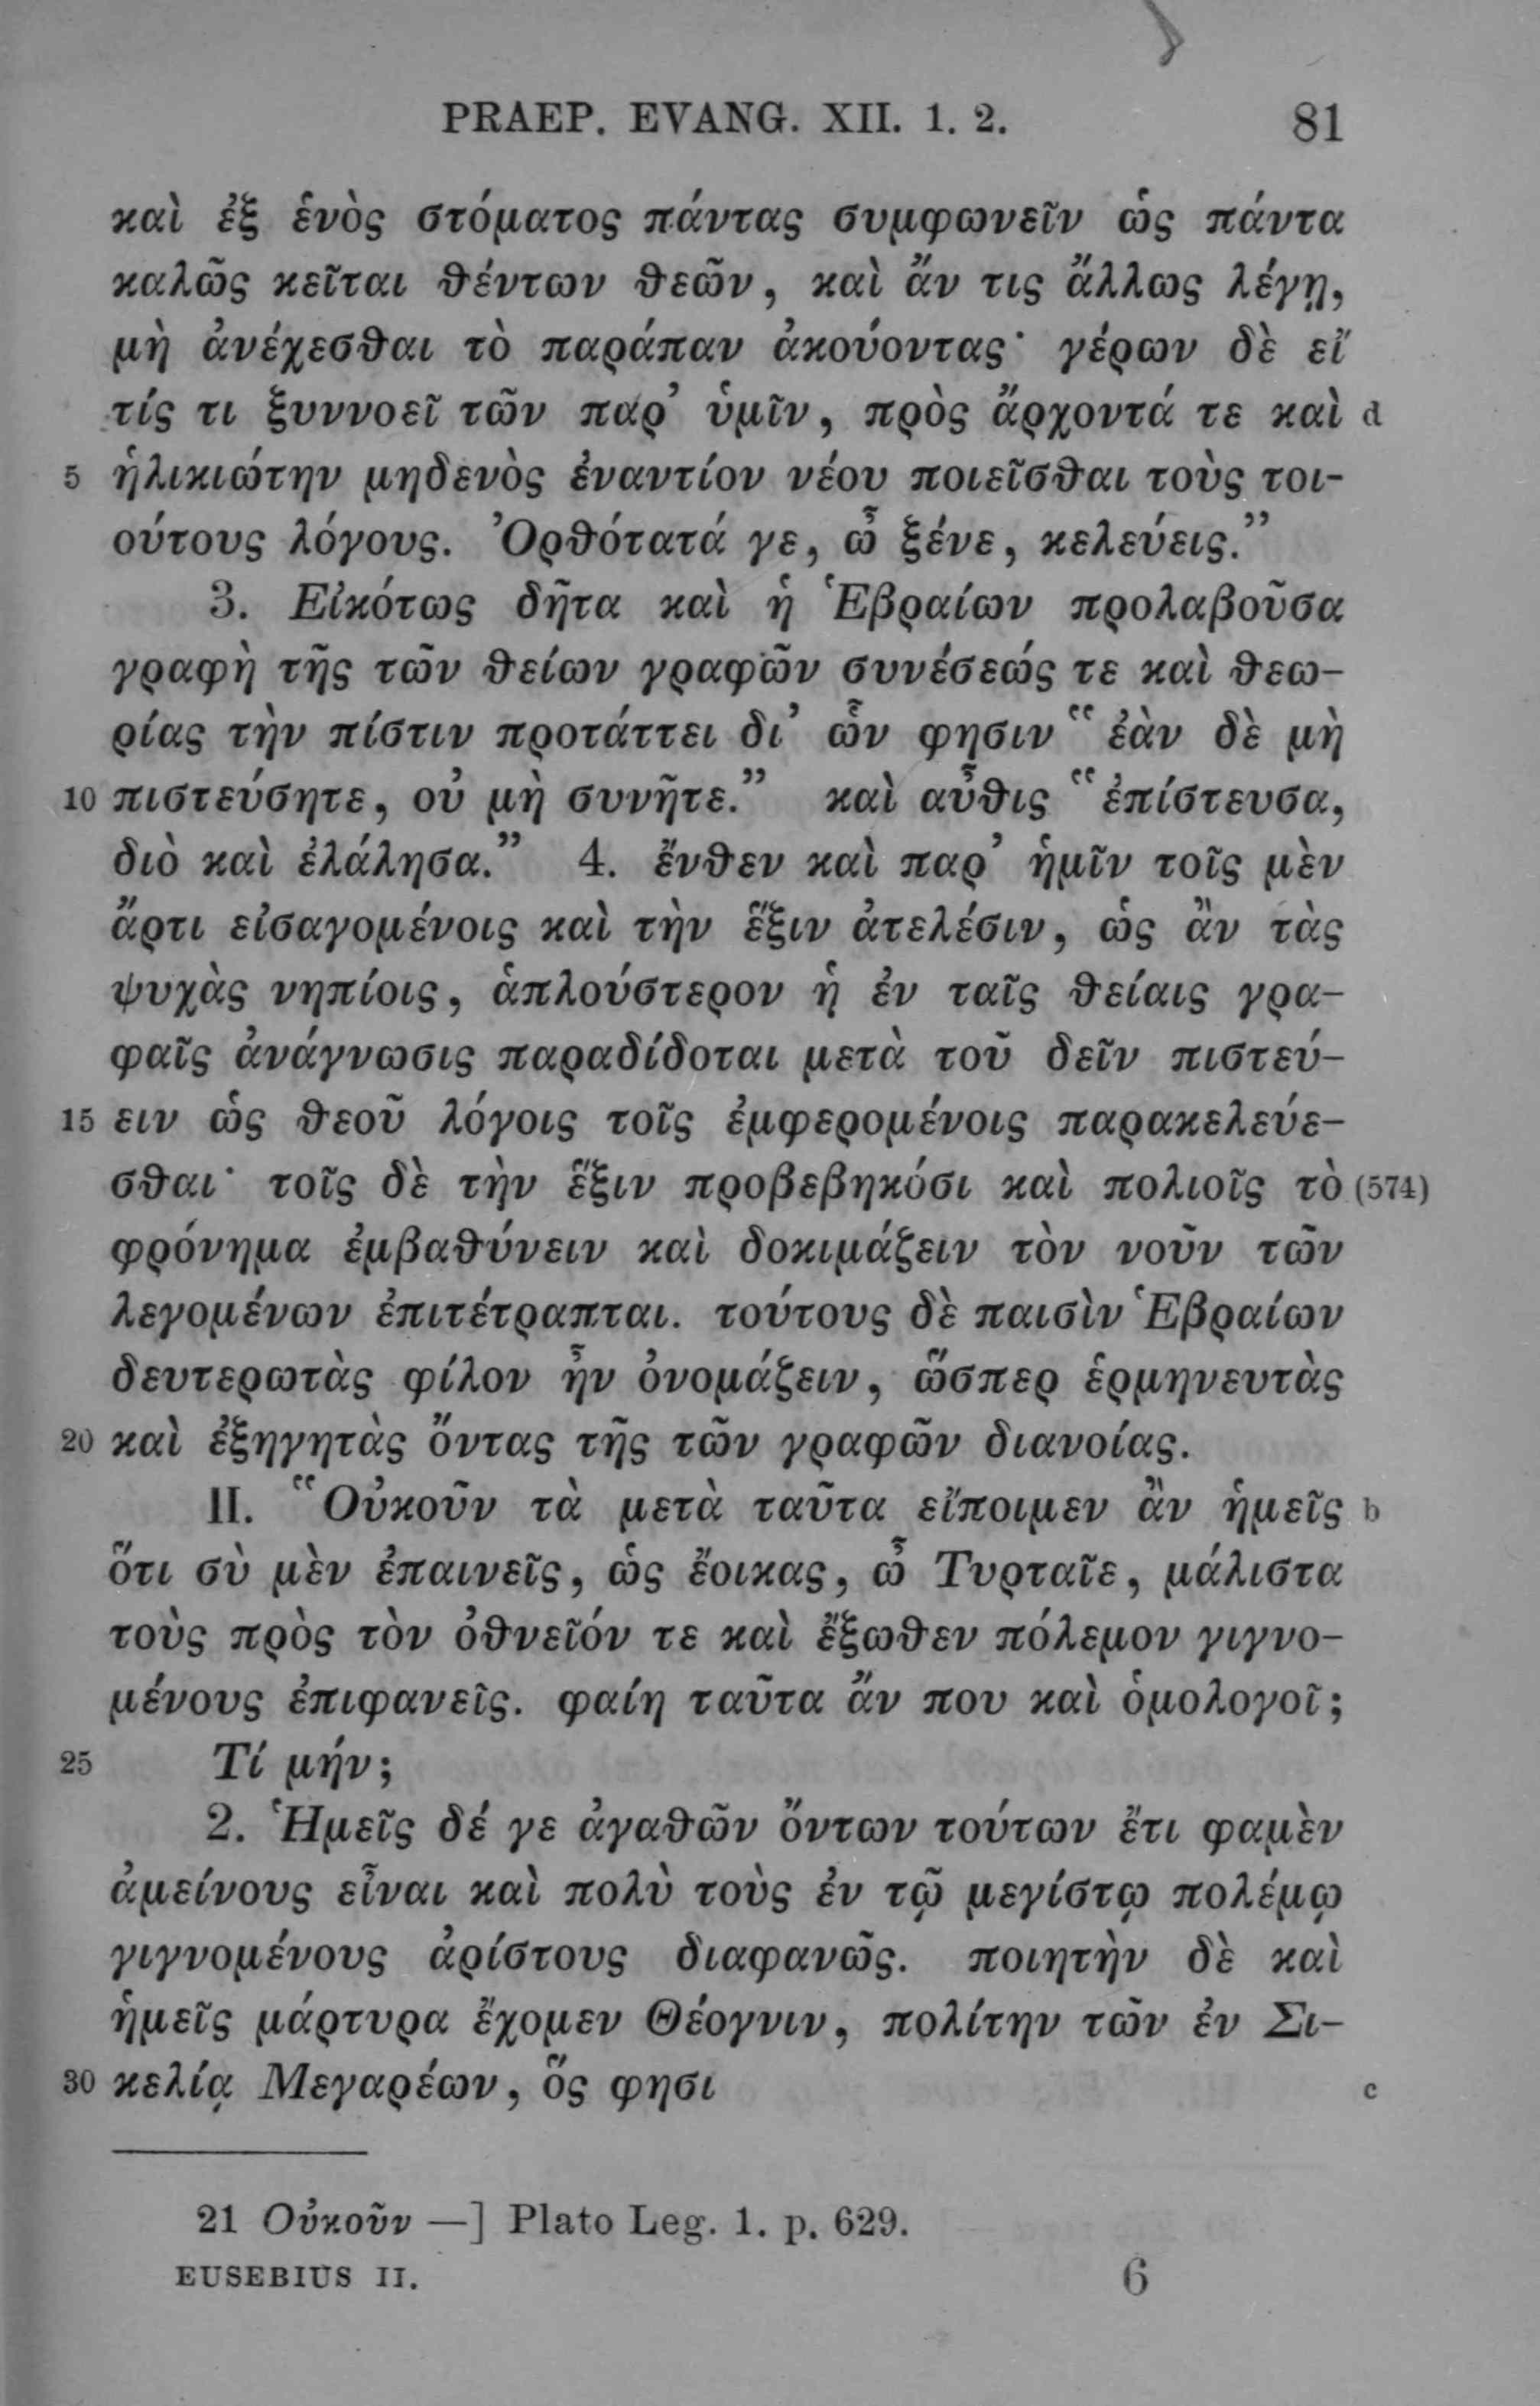 PRAEP. EVANG. XII. 1. 2. 81
καὶ ἐξ ἑνὸς στόματος πάντας συμφωνεῖν ὡς πάντα
καλῶς κεῖται θέντων θεῶν, καὶ ἄν τις ἄλλως λέγῃ,
μὴ ἀνέχεσθαι τὸ παράπαν ἀκούοντας· γέρων δὲ εἴ
τίς τι ξυννοεῖ τῶν παρ’ ὑμῖν, πρὸς ἄρχοντά τε καὶ d
5 ἡλικιώτην μηδενὸς ἐναντίον νέου ποιεῖσθαι τοὺς τοι-
ούτους λόγους. Ὀρθότατά γε, ὦ ξένε, κελεύεις.”
3. Εἰκότως δῆτα καὶ ἡ Ἑβραίων προλαβοῦσα
γραφὴ τῆς τῶν θείων γραφῶν συνέσεώς τε καὶ θεω-
ρίας τὴν πίστιν προτάττει δι’ ὧν φησιν “ἐὰν δὲ μὴ
10 πιστεύσητε, οὐ μὴ συνῆτε.” καὶ αὖθις “ἐπίστευσα,
διὸ καὶ ἐλάλησα.” 4. ἔνθεν καὶ παρ’ ἡμῖν τοῖς μὲν
ἄρτι εἰσαγομένοις καὶ τὴν ἕξιν ἀτελέσιν, ὡς ἂν τὰς
ψυχὰς νηπίοις, ἁπλούστερον ἡ ἐν ταῖς θείαις γρα-
φαῖς ἀνάγνωσις παραδίδοται μετὰ τοῦ δεῖν πιστεύ-
15 ειν ὡς θεοῦ λόγοις τοῖς ἐμφερομένοις παρακελεύε-
σθαι· τοῖς δὲ τὴν ἕξιν προβεβηκόσι καὶ πολιοῖς τὸ (574)
φρόνημα ἐμβαθύνειν καὶ δοκιμάζειν τὸν νοῦν τῶν
λεγομένων ἐπιτέτραπται. τούτους δὲ παισὶν Ἑβραίων
δευτερωτὰς φίλον ἦν ὀνομάζειν, ὥσπερ ἑρμηνευτὰς
20 καὶ ἐξηγητὰς ὄντας τῆς τῶν γραφῶν διανοίας.
II. “Οὐκοῦν τὰ μετὰ ταῦτα εἴποιμεν ἂν ἡμεῖς b
ὅτι σὺ μὲν ἐπαινεῖς, ὡς ἔοικας, ὦ Τυρταῖε, μάλιστα
τοὺς πρὸς τὸν ὀθνεῖόν τε καὶ ἔξωθεν πόλεμον γιγνο-
μένους ἐπιφανεῖς. φαίη ταῦτα ἄν που καὶ ὁμολογοῖ;
25 Τί μήν;
2. Ἡμεῖς δέ γε ἀγαθῶν ὄντων τούτων ἔτι φαμὲν
ἀμείνους εἶναι καὶ πολὺ τοὺς ἐν τῷ μεγίστῳ πολέμῳ
γιγνομένους ἀρίστους διαφανῶς. ποιητὴν δὲ καὶ
ἡμεῖς μάρτυρα ἔχομεν Θέογνιν, πολίτην τῶν ἐν Σι-
30 κελίᾳ Μεγαρέων, ὅς φησι c
21 Οὐκοῦν —] Plato Leg. 1. p. 629.
EUSEBIUS II. 6